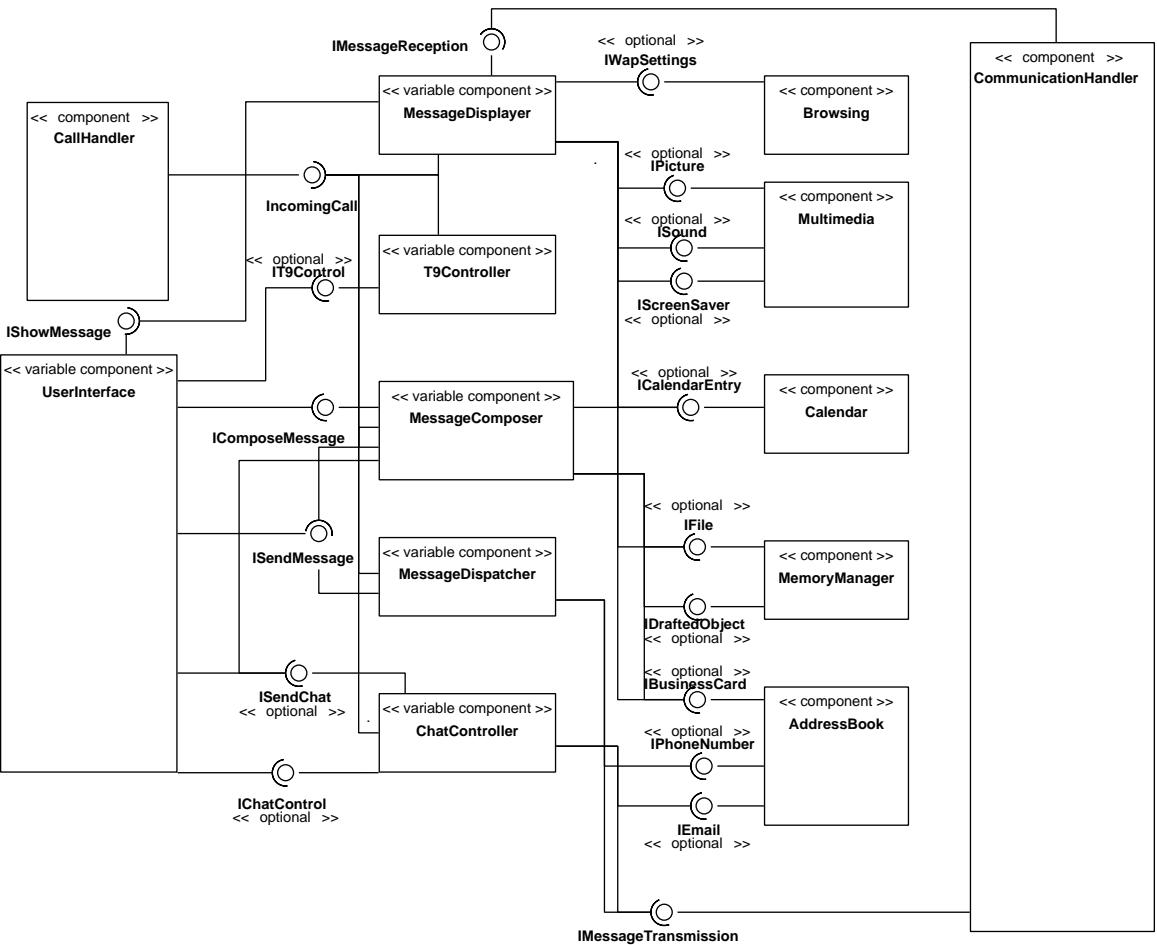 IMessageReception
<< optional >>
IWapSettings
<< component >>
CommunicationHandler
<< variable component >>
MessageDisplayer
<< component >>
Browsing
<< component >>
CallHandler
<< optional >>
IPicture
IncomingCall
<< component >>
Multimedia
<< optional >>
ISound
<< optional >>
IT9Control
<< variable component >>
T9Controller
IScreenSaver
<< optional >>
IShowMessage
<< variable component >>
UserInterface
<< optional >>
ICalendarEntry
<< component >>
Calendar
<< variable component >>
MessageComposer
IComposeMessage
<< optional >>
IFile
ISendMessage
<< variable component >>
MessageDispatcher
<< component >>
MemoryManager
IDraftedObject
<< optional >>
<< optional >>
IBusinessCard
ISendChat
<< optional >>
<< variable component >>
ChatController
<< component >>
AddressBook
<< optional >>
IPhoneNumber
IChatControl
<< optional >>
IEmail
<< optional >>
IMessageTransmission